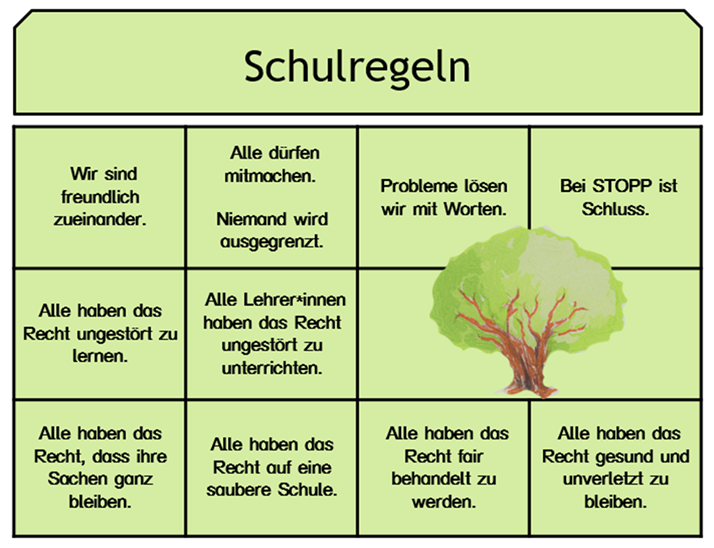 Schulregeln
Wir sind
freundlich
zueinander.
Alle dürfen
mitmachen.
Niemand wird
ausgegrenzt.
Probleme lösen
wir mit Worten.
Bei STOPP ist
Schluss.
Alle haben das
Recht ungestört zu
lernen.
Alle Lehrer*innen
haben das Recht
ungestört zu
unterrichten.
Alle haben das
Recht, dass ihre
Sachen ganz
bleiben.
Alle haben das
Recht auf eine
saubere Schule.
Alle haben das
Recht fair
behandelt zu
werden.
Alle haben das
Recht gesund und
unverletzt zu
bleiben.